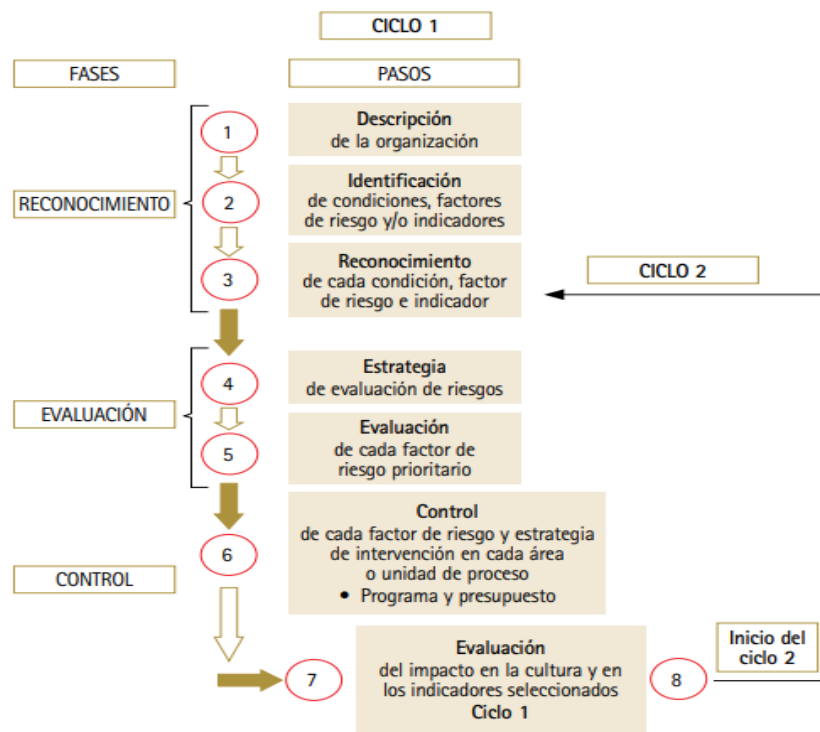 CICLO 1
FASES
PASOS
1
Descripción
de la organización
RECONOCIMIENTO
2
Identificación
de condiciones, factores
de riesgo y/o indicadores
3
Reconocimiento
de cada condición, factor
de riesgo e indicador
CICLO 2
EVALUACIÓN
4
Estrategia
de evaluación de riesgos
5
Evaluación
de cada factor de
riesgo prioritario
CONTROL
6
Control
de cada factor de riesgo y estrategia
de intervención en cada área
o unidad de proceso
• Programa y presupuesto
7
Evaluación
del impacto en la cultura y en
los indicadores seleccionados
Ciclo 1
8
Inicio del
ciclo 2